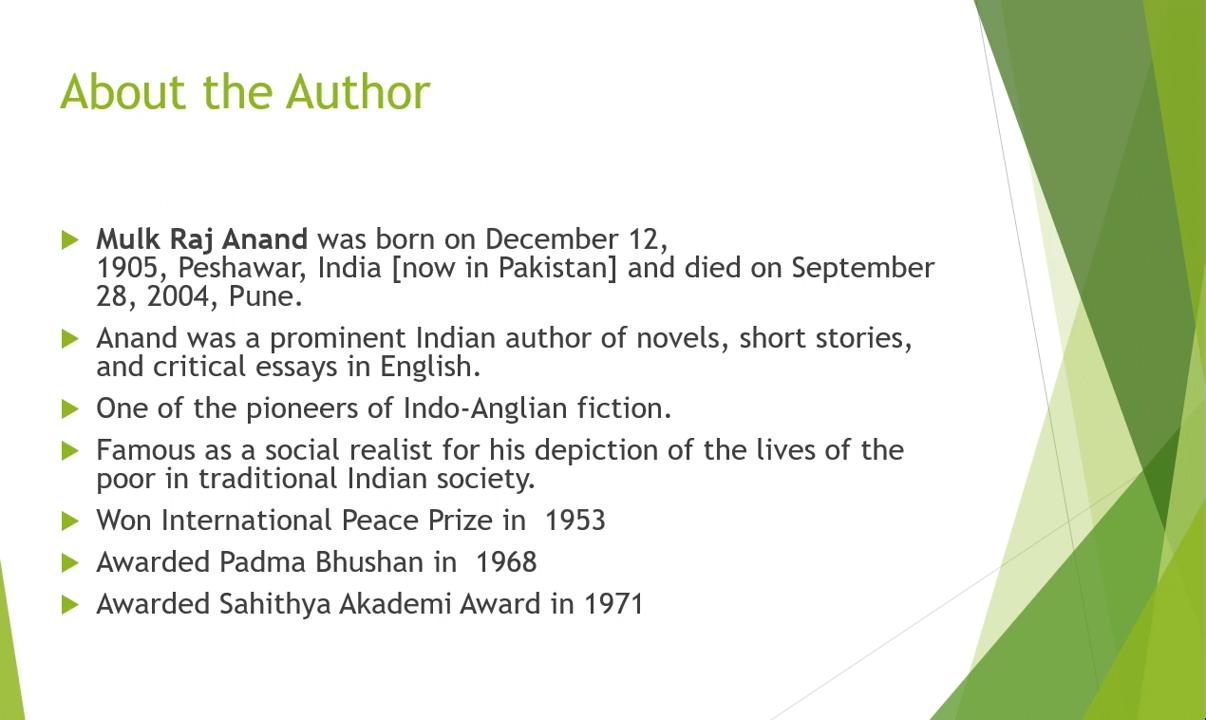 About the Author
Mulk Raj Anand was born on December 12,
1905, Peshawar, India [now in Pakistan] and died on September
28, 2004, Pune.
Anand was a prominent Indian author of novels, short stories,
and critical essays in English.
One of the pioneers of Indo-Anglian fiction.
Famous as a social realist for his depiction of the lives of the
poor in traditional Indian society.
Won International Peace Prize in  1953
Awarded Padma Bhushan in  1968
Awarded Sahithya Akademi Award in 1971